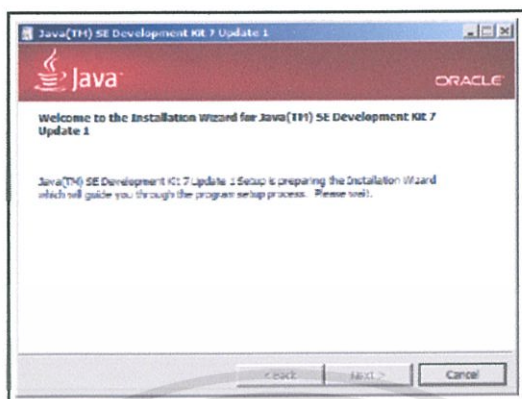 Java(TM) SE Development Kit 7 Update 1
Java
ORACLE
Welcome to the Installation Wizard for Java(TM) SE Development Kit 7
Update 1
Java(TM) SE Development Kit 7 Update 1 Setup is preparing the Installation Wizard
which will guide you through the program setup process. Please wait.
< Back
Next >
Cancel